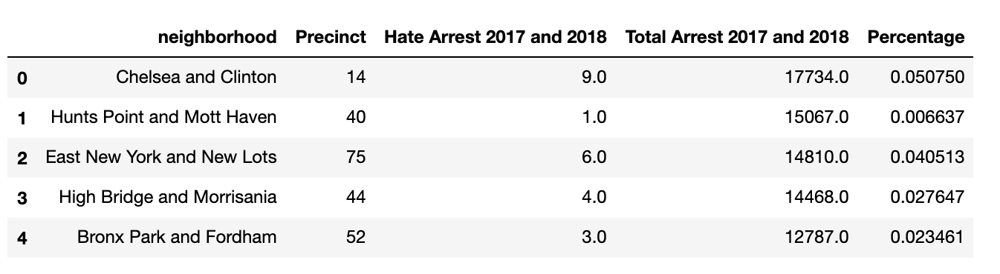 neighborhood Precinct Hate Arrest 2017 and 2018 Total Arrest 2017 and 2018 Percentage
0 Chelsea and Clinton 14 9.0 17734.0 0.050750
1 Hunts Point and Mott Haven 40 1.0 15067.0 0.006637
2 East New York and New Lots 75 6.0 14810.0 0.040513
3 High Bridge and Morrisania 44 4.0 14468.0 0.027647
4 Bronx Park and Fordham 52 3.0 12787.0 0.023461